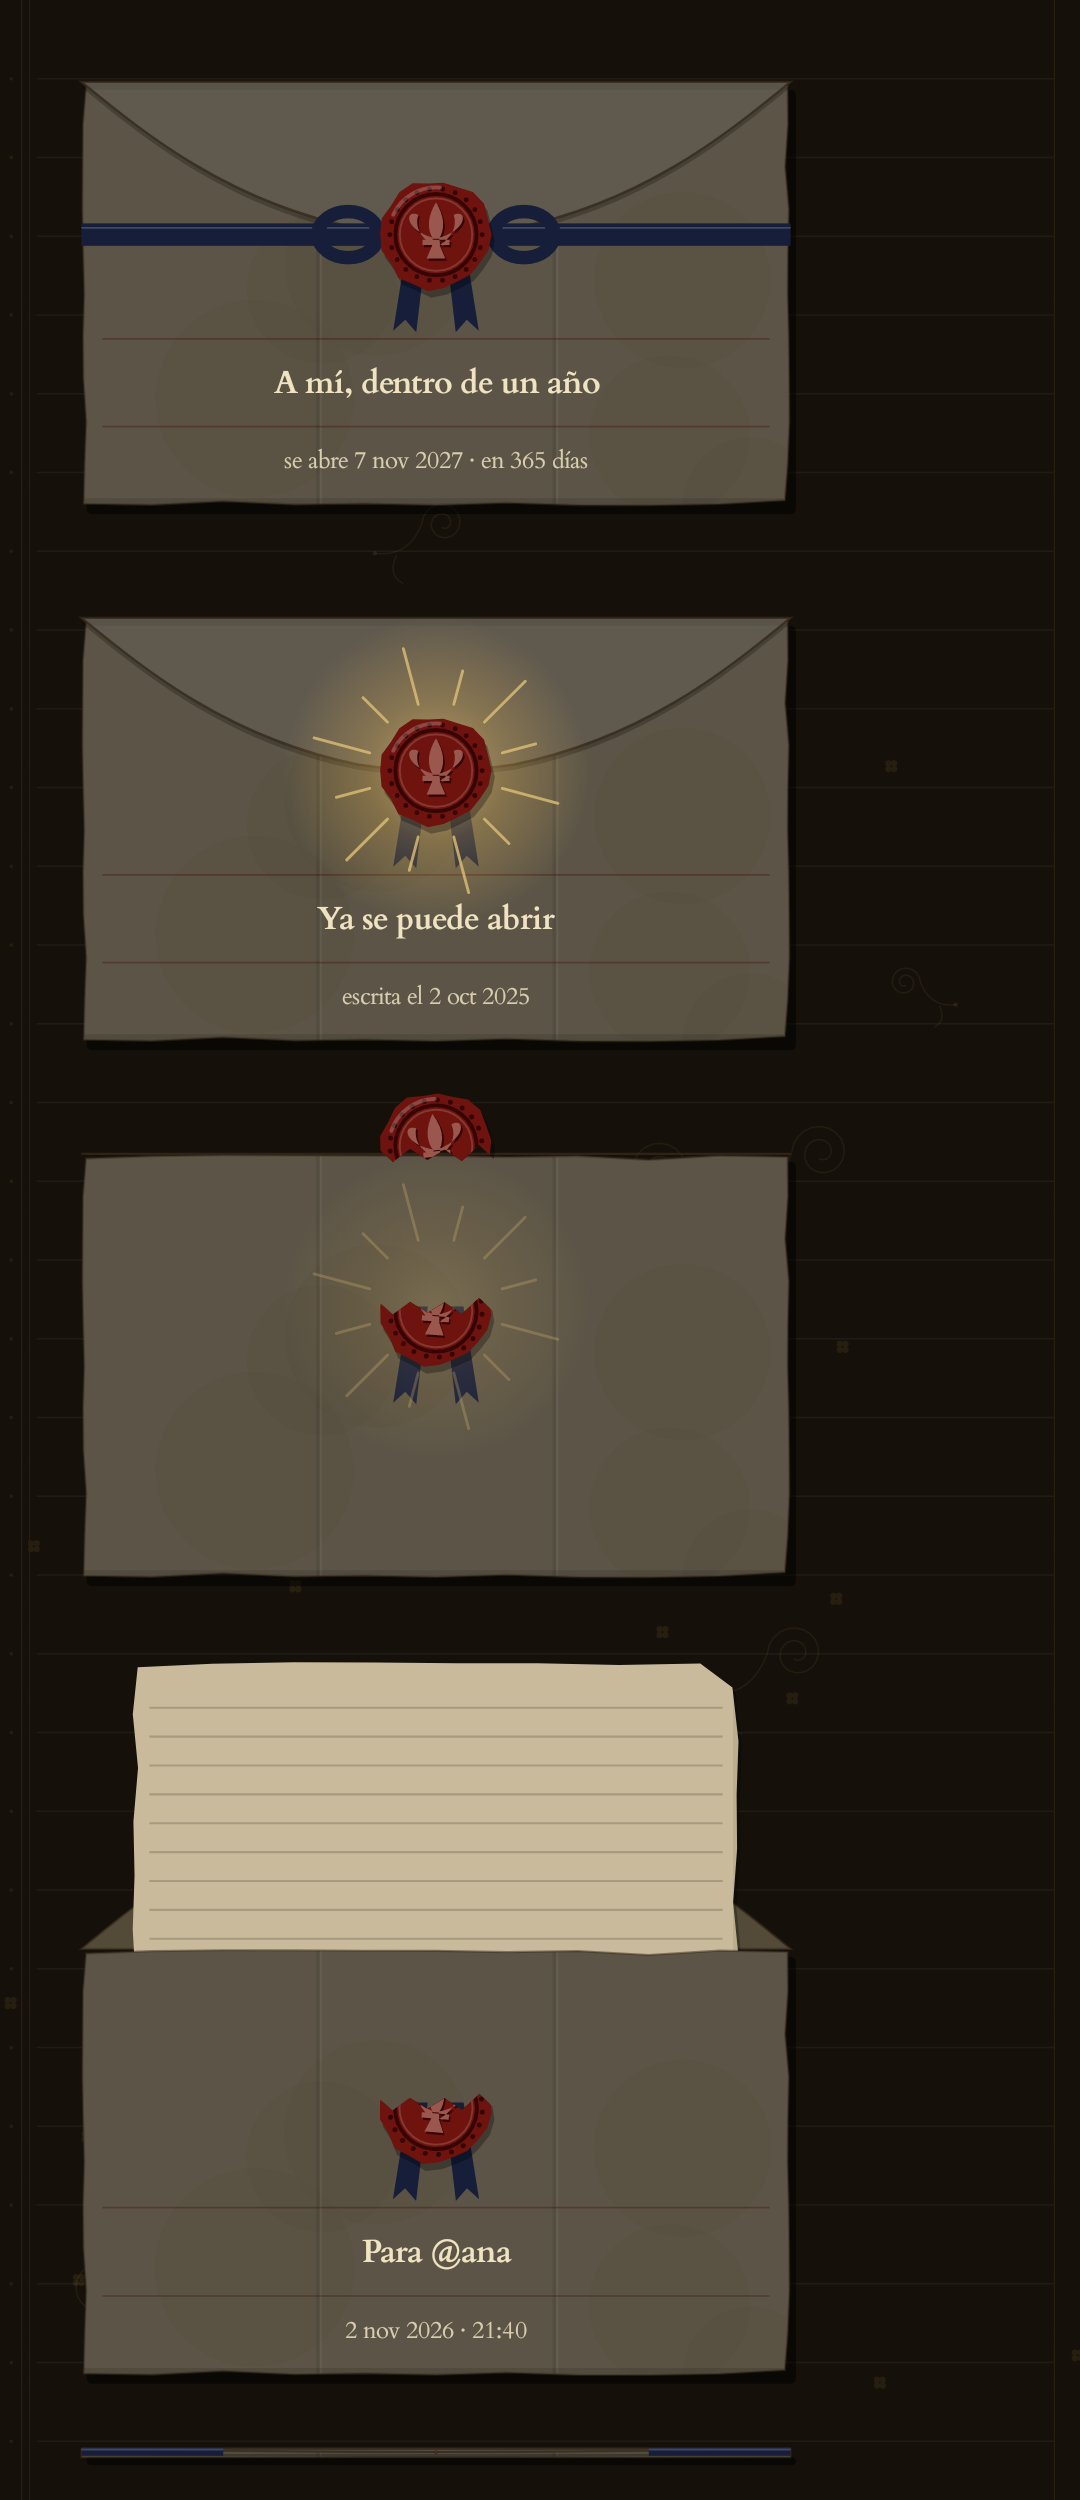 A mí, dentro de un año
se abre 7 nov 2027 · en 365 días
Ya se puede abrir
escrita el 2 oct 2025
Para @ana
2 nov 2026 · 21:40